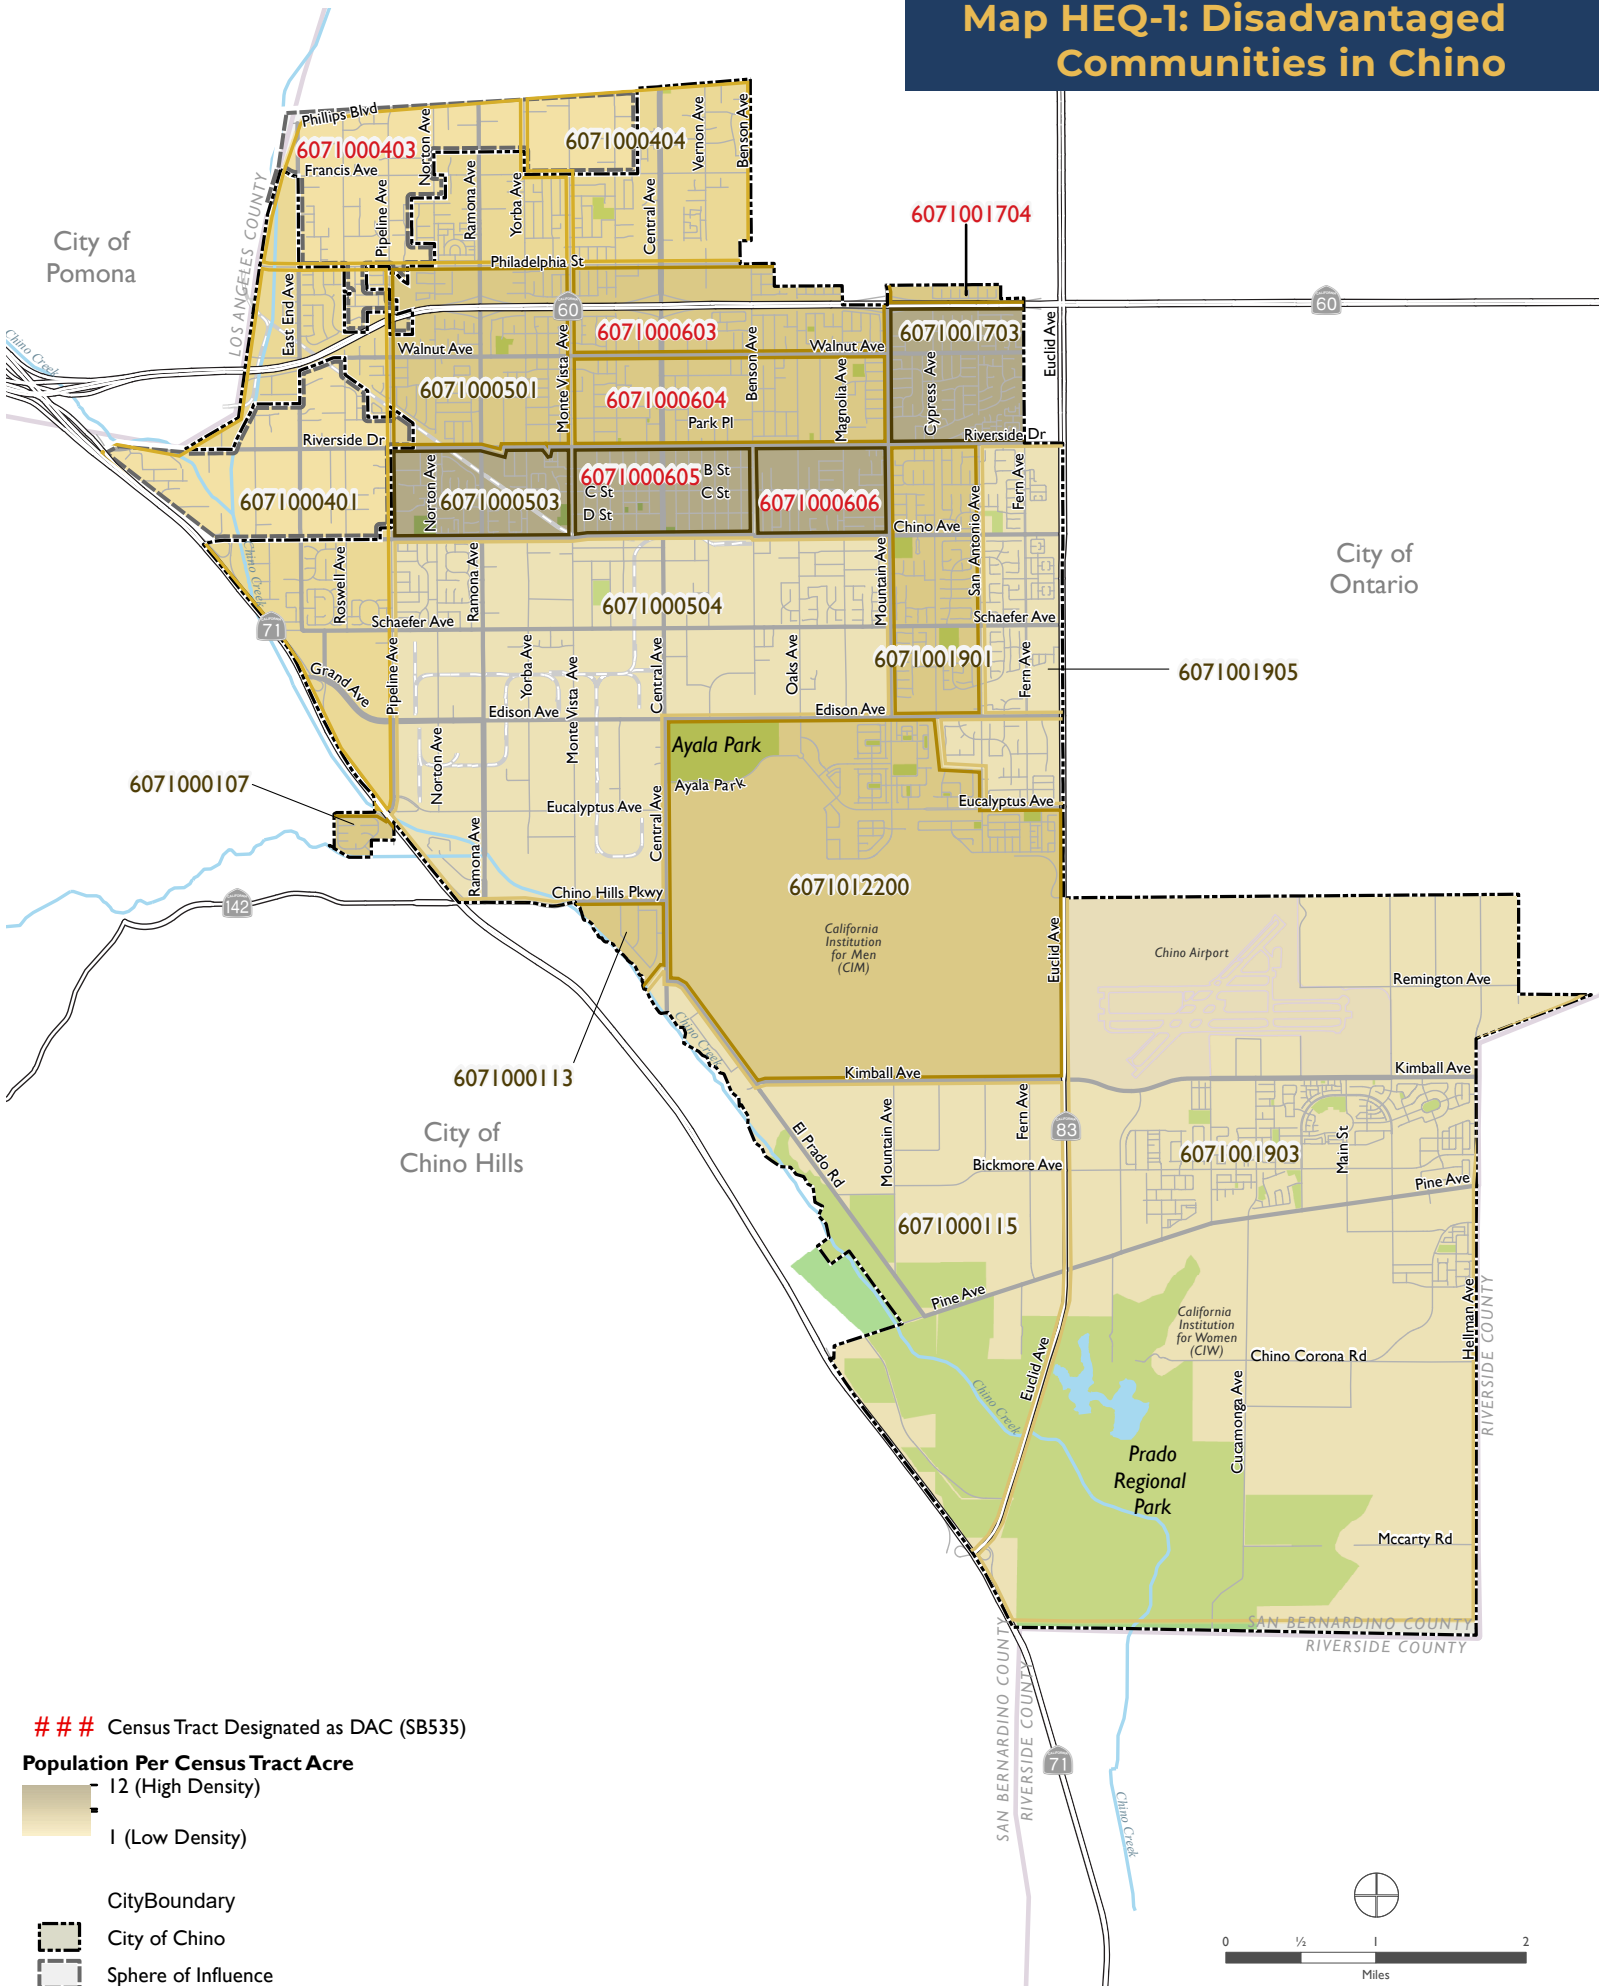 Map HEQ-1: Disadvantaged
Communities in Chino
Phillips Blvd
6071000403
6071000404
Francis Ave
Norton Ave
Pipeline Ave
Ramona Ave
Yorba Ave
Central Ave
Vernon Ave
Benson Ave
LOS ANGELES COUNTY
City of
Pomona
6071001704
Philadelphia St
East End Ave
60
60
Chino Creek
Walnut Ave
Monte Vista Ave
6071000603
Benson Ave
Walnut Ave
6071001703
Cypress Ave
Euclid Ave
6071000501
6071000604
Park Pl
Magnolia Ave
Riverside Dr
Riverside Dr
6071000401
Norton Ave
6071000503
6071000605
B St
C St
C St
D St
6071000606
Chino Ave
San Antonio Ave
Fern Ave
City of
Ontario
Chino Creek
Roswell Ave
Ramona Ave
6071000504
Mountain Ave
Schaefer Ave
Schaefer Ave
71
6071001901
6071001905
Grand Ave
Pipeline Ave
Yorba Ave
Monte Vista Ave
Central Ave
Oaks Ave
Fern Ave
Edison Ave
Edison Ave
Ayala Park
Ayala Park
Norton Ave
6071000107
Eucalyptus Ave
Eucalyptus Ave
Central Ave
Ramona Ave
6071012200
Chino Hills Pkwy
142
California
Institution
for Men
(CIM)
Euclid Ave
Chino Airport
Remington Ave
Chino Creek
6071000113
Kimball Ave
Kimball Ave
City of
Chino Hills
El Prado Rd
Mountain Ave
Fern Ave
83
6071001903
Main St
Bickmore Ave
Pine Ave
6071000115
Pine Ave
California
Institution
for Women
(CIW)
Hellman Ave
RIVERSIDE COUNTY
Chino Corona Rd
Euclid Ave
Chino Creek
Cucamonga Ave
Prado
Regional
Park
Mccarty Rd
SAN BERNARDINO COUNTY
RIVERSIDE COUNTY
SAN BERNARDINO COUNTY
RIVERSIDE COUNTY
71
Chino Creek
# # # Census Tract Designated as DAC (SB535)
Population Per Census Tract Acre
12 (High Density)
1 (Low Density)
CityBoundary
City of Chino
Sphere of Influence
0 ½ 1 2
Miles